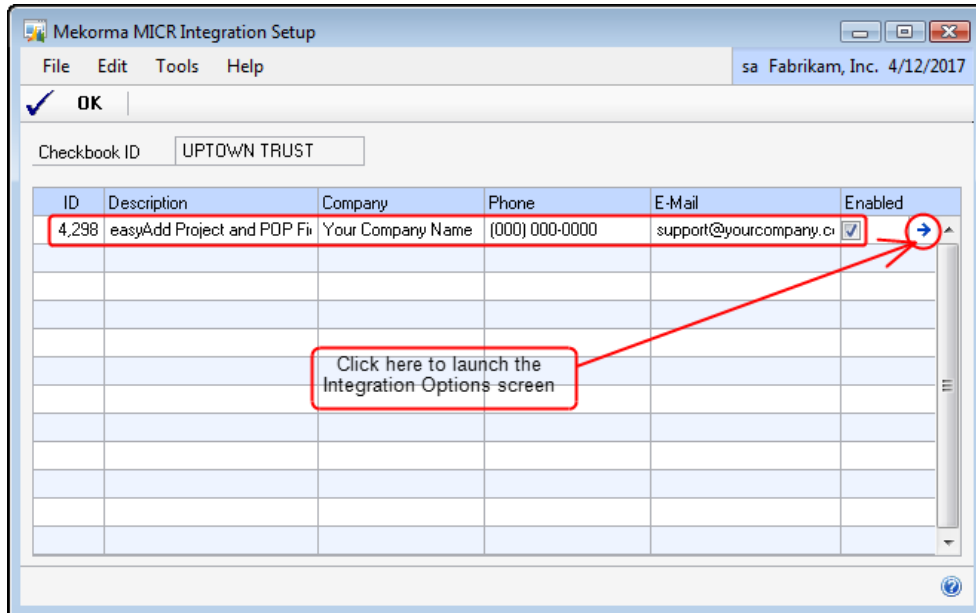 Mekorma MICR Integration Setup
File Edit Tools Help
sa Fabrikam, Inc. 4/12/2017
OK
Checkbook ID UPTOWN TRUST
ID Description Company Phone E-Mail Enabled
4,298 easyAdd Project and POP Fi Your Company Name (000) 000-0000 support@yourcompany.c
Click here to launch the
Integration Options screen